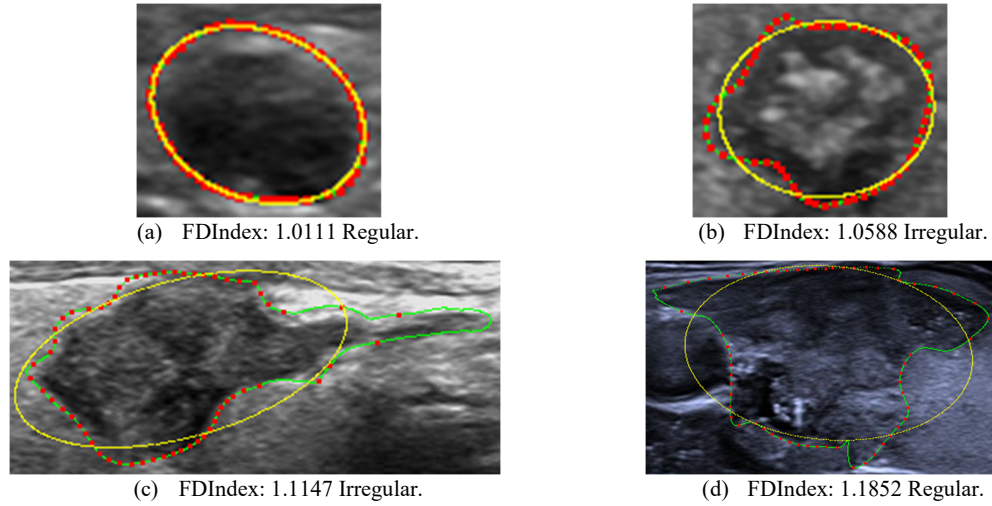 (a) FDIndex: 1.0111 Regular.
(b) FDIndex: 1.0588 Irregular.
(c) FDIndex: 1.1147 Irregular.
(d) FDIndex: 1.1852 Regular.